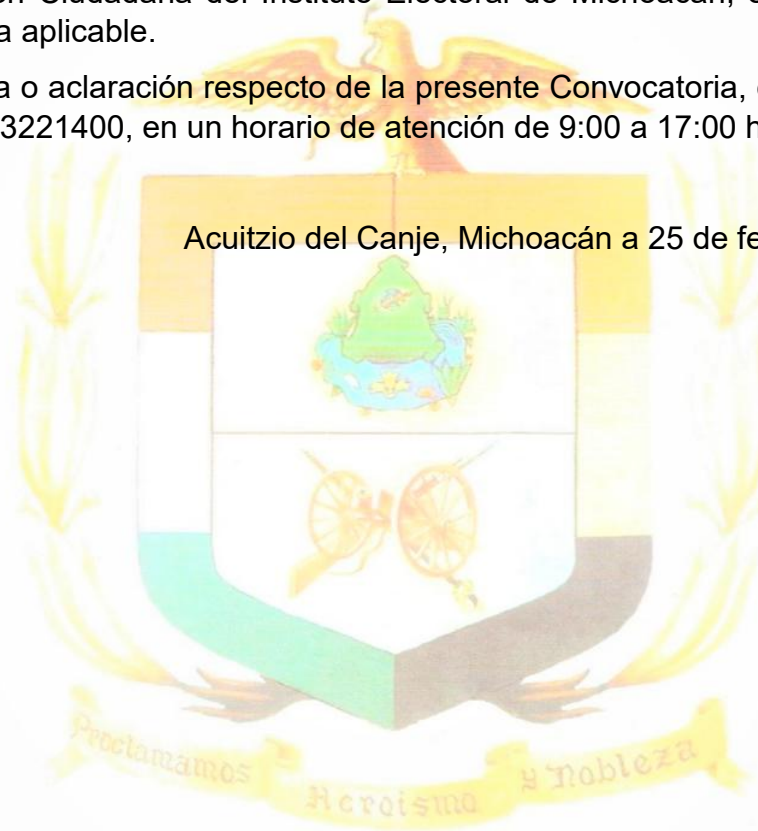 Ciudadana del Instituto Electoral de Michoacán,
a aplicable.
a o aclaración respecto de la presente Convocatoria,
3221400, en un horario de atención de 9:00 a 17:00 h
Acuitzio del Canje, Michoacán a 25 de fe
Proclamamos
Heroismo
y Nobleza